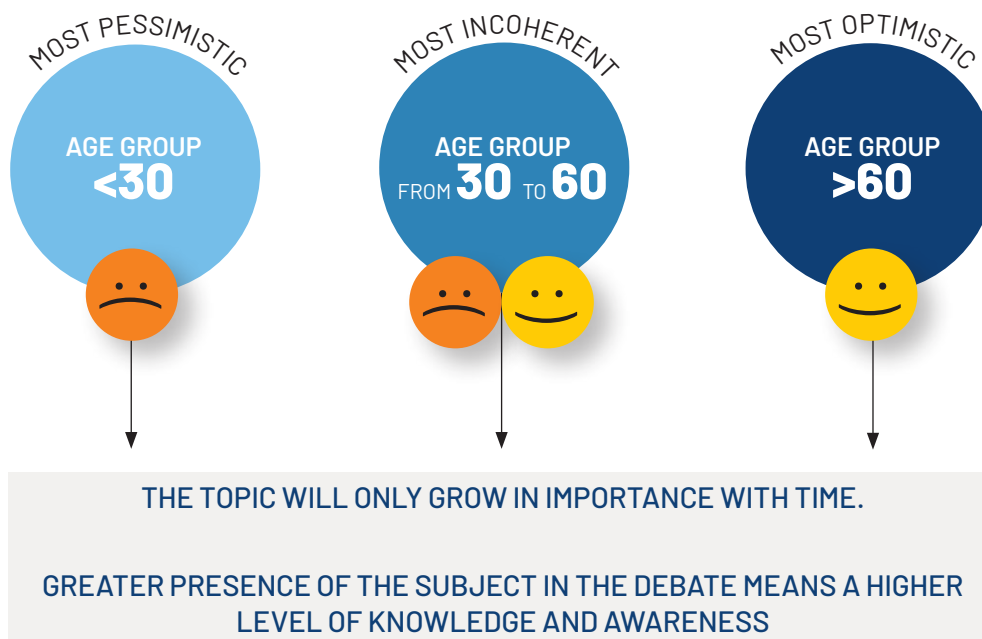 MOST PESSIMISTIC
AGE GROUP
<30
MOST INCOHERENT
AGE GROUP
FROM 30 TO 60
MOST OPTIMISTIC
AGE GROUP
>60
THE TOPIC WILL ONLY GROW IN IMPORTANCE WITH TIME.
GREATER PRESENCE OF THE SUBJECT IN THE DEBATE MEANS A HIGHER
LEVEL OF KNOWLEDGE AND AWARENESS